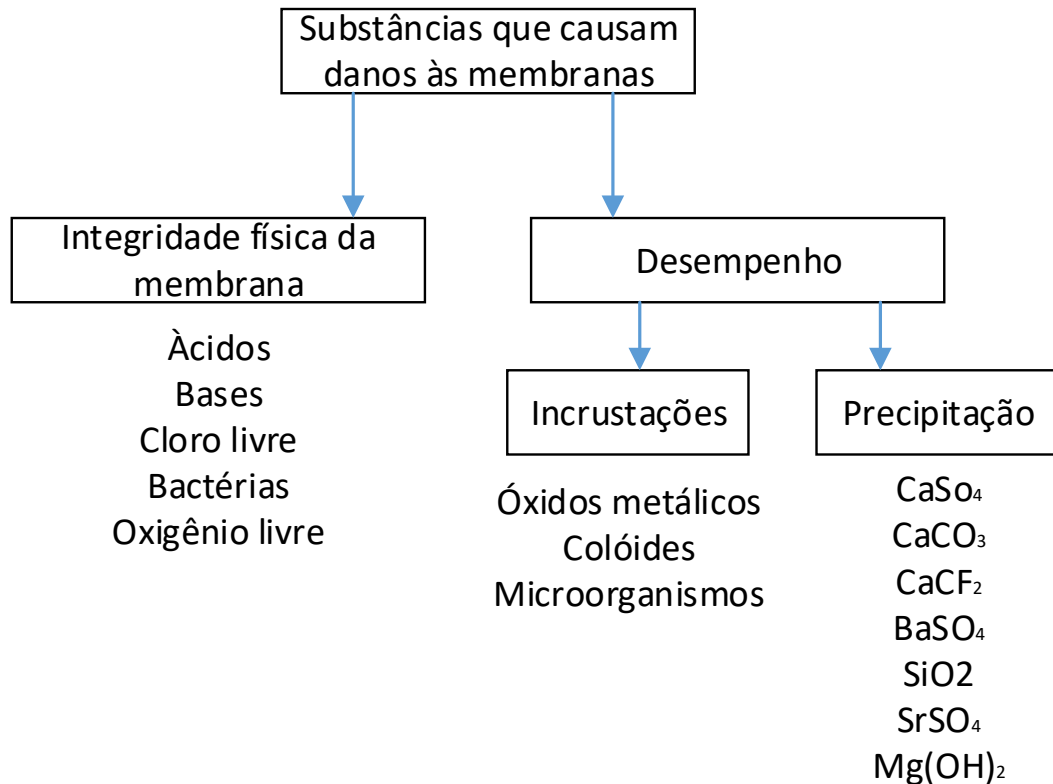 Substâncias que causam
danos às membranas
Integridade física da
membrana
Àcidos
Bases
Cloro livre
Bactérias
Oxigênio livre
Desempenho
Incrustações
Óxidos metálicos
Colóides
Microorganismos
Precipitação
CaSo₄
CaCO₃
CaCF₂
BaSO₄
SiO2
SrSO₄
Mg(OH)₂